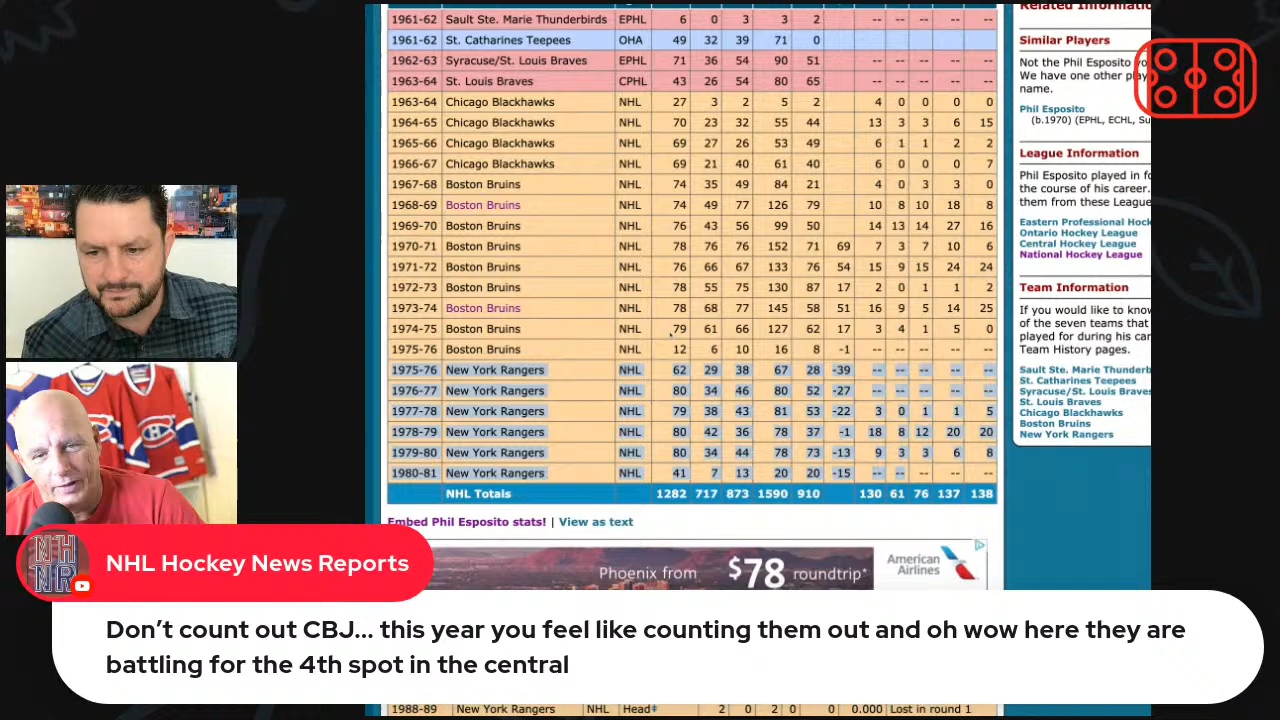 1961-62 Sault Ste. Marie Thunderbirds EPHL 6 0 3 3 2 -- -- -- -- --
1961-62 St. Catharines Teepees OHA 49 32 39 71 0
1962-63 Syracuse/St. Louis Braves EPHL 71 36 54 90 51 -- -- -- -- --
1963-64 St. Louis Braves CPHL 43 26 54 80 65 -- -- -- -- --
1963-64 Chicago Blackhawks NHL 27 3 2 5 2 4 0 0 0 0
1964-65 Chicago Blackhawks NHL 70 23 32 55 44 13 3 3 6 15
1965-66 Chicago Blackhawks NHL 69 27 26 53 49 6 1 1 2 2
1966-67 Chicago Blackhawks NHL 69 21 40 61 40 6 0 0 0 7
1967-68 Boston Bruins NHL 74 35 49 84 21 4 0 3 3 0
1968-69 Boston Bruins NHL 74 49 77 126 79 10 8 10 18 8
1969-70 Boston Bruins NHL 76 43 56 99 50 14 13 14 27 16
1970-71 Boston Bruins NHL 78 76 76 152 71 69 7 3 7 10 6
1971-72 Boston Bruins NHL 76 66 67 133 76 54 15 9 15 24 24
1972-73 Boston Bruins NHL 78 55 75 130 87 17 2 0 1 1 2
1973-74 Boston Bruins NHL 78 68 77 145 58 51 16 9 5 14 25
1974-75 Boston Bruins NHL 79 61 66 127 62 17 3 4 1 5 0
1975-76 Boston Bruins NHL 12 6 10 16 8 -1 -- -- -- -- --
1975-76 New York Rangers NHL 62 29 38 67 28 -39 -- -- -- -- --
1976-77 New York Rangers NHL 80 34 46 80 52 -27 -- -- -- -- --
1977-78 New York Rangers NHL 79 38 43 81 53 -22 3 0 1 1 5
1978-79 New York Rangers NHL 80 42 36 78 37 -1 18 8 12 20 20
1979-80 New York Rangers NHL 80 34 44 78 73 -13 9 3 3 6 8
1980-81 New York Rangers NHL 41 7 13 20 20 -15 -- -- -- -- --
NHL Totals 1282 717 873 1590 910 130 61 76 137 138
Embed Phil Esposito stats! | View as text
Phoenix from $78 roundtrip*
American
Airlines
Related Informatio
Similar Players
Not the Phil Esposito yo
We have one other play
name.
Phil Esposito
(b.1970) (EPHL, ECHL, Su
League Information
Phil Esposito played in fo
the course of his career.
them from these League
Eastern Professional Hock
Ontario Hockey League
Central Hockey League
National Hockey League
Team Information
If you would like to know
of the seven teams that
played for during his car
Team History pages.
Sault Ste. Marie Thunderb
St. Catharines Teepees
Syracuse/St. Louis Braves
St. Louis Braves
Chicago Blackhawks
Boston Bruins
New York Rangers
NH
NR
NHL Hockey News Reports
Don't count out CBJ... this year you feel like counting them out and oh wow here they are
battling for the 4th spot in the central
1988-89 New York Rangers NHL Head‡ 2 0 2 0 0 0.000 Lost in round 1